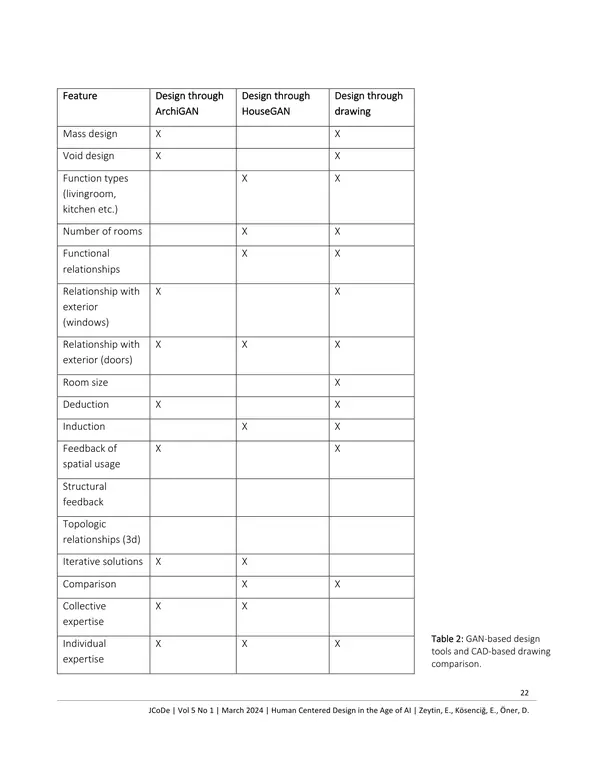 Feature Design through Design through Design through
ArchiGAN HouseGAN drawing
Mass design X X
Void design X X
Function types X X
(livingroom,
kitchen etc.)
Number of rooms X X
Functional X X
relationships
Relationship with X X
exterior
(windows)
Relationship with X X X
exterior (doors)
Room size X
Deduction X X
Induction X X
Feedback of X X
spatial usage
Structural
feedback
Topologic
relationships (3d)
Iterative solutions X X
Comparison X X
Collective X X
expertise
Individual X X X
expertise
Table 2: GAN-based design
tools and CAD-based drawing
comparison.
22
JCoDe | Vol 5 No 1 | March 2024 | Human Centered Design in the Age of AI | Zeytin, E., Kösenciğ, E., Öner, D.